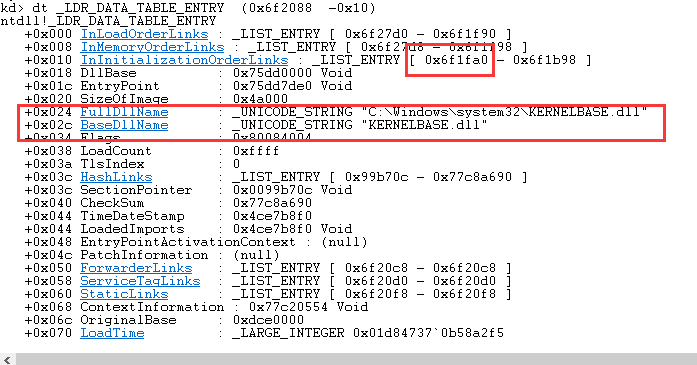 kd> dt _LDR_DATA_TABLE_ENTRY  (0x6f2088  -0x10)
ntdll!_LDR_DATA_TABLE_ENTRY
+0x000 InLoadOrderLinks : _LIST_ENTRY [ 0x6f27d0 - 0x6f1f90 ]
+0x008 InMemoryOrderLinks : _LIST_ENTRY [ 0x6f27d8 - 0x6f1f98 ]
+0x010 InInitializationOrderLinks : _LIST_ENTRY [ 0x6f1fa0 - 0x6f1b98 ]
+0x018 DllBase : 0x75dd0000 Void
+0x01c EntryPoint : 0x75dd7de0 Void
+0x020 SizeOfImage : 0x4a000
+0x024 FullDllName : _UNICODE_STRING "C:\Windows\system32\KERNELBASE.dll"
+0x02c BaseDllName : _UNICODE_STRING "KERNELBASE.dll"
+0x034 Flags : 0x80084004
+0x038 LoadCount : 0xffff
+0x03a TlsIndex : 0
+0x03c HashLinks : _LIST_ENTRY [ 0x99b70c - 0x77c8a690 ]
+0x03c SectionPointer : 0x0099b70c Void
+0x040 CheckSum : 0x77c8a690
+0x044 TimeDateStamp : 0x4ce7b8f0
+0x044 LoadedImports : 0x4ce7b8f0 Void
+0x048 EntryPointActivationContext : (null)
+0x04c PatchInformation : (null)
+0x050 ForwarderLinks : _LIST_ENTRY [ 0x6f20c8 - 0x6f20c8 ]
+0x058 ServiceTagLinks : _LIST_ENTRY [ 0x6f20d0 - 0x6f20d0 ]
+0x060 StaticLinks : _LIST_ENTRY [ 0x6f20f8 - 0x6f20f8 ]
+0x068 ContextInformation : 0x77c20554 Void
+0x06c OriginalBase : 0xdce0000
+0x070 LoadTime : _LARGE_INTEGER 0x01d84737`0b58a2f5